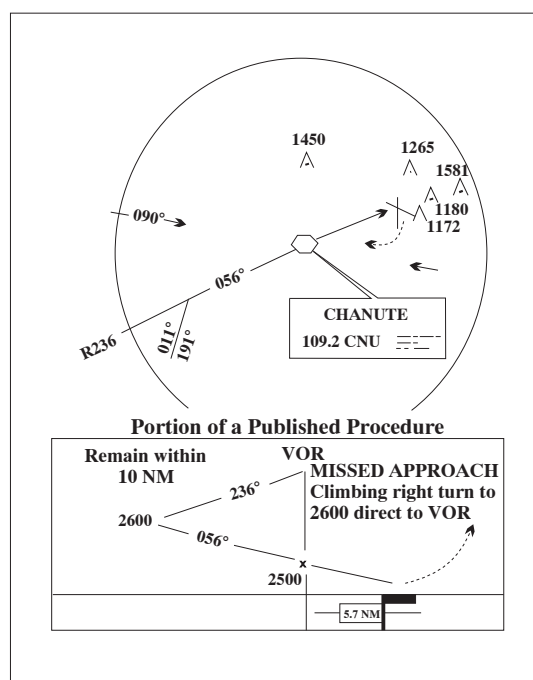 1450
1265
1581
1180
1172
090°
056°
R236
011°
191°
CHANUTE
109.2 CNU
Portion of a Published Procedure
Remain within
10 NM
VOR
MISSED APPROACH
Climbing right turn to
2600 direct to VOR
236°
2600
056°
x
2500
5.7 NM